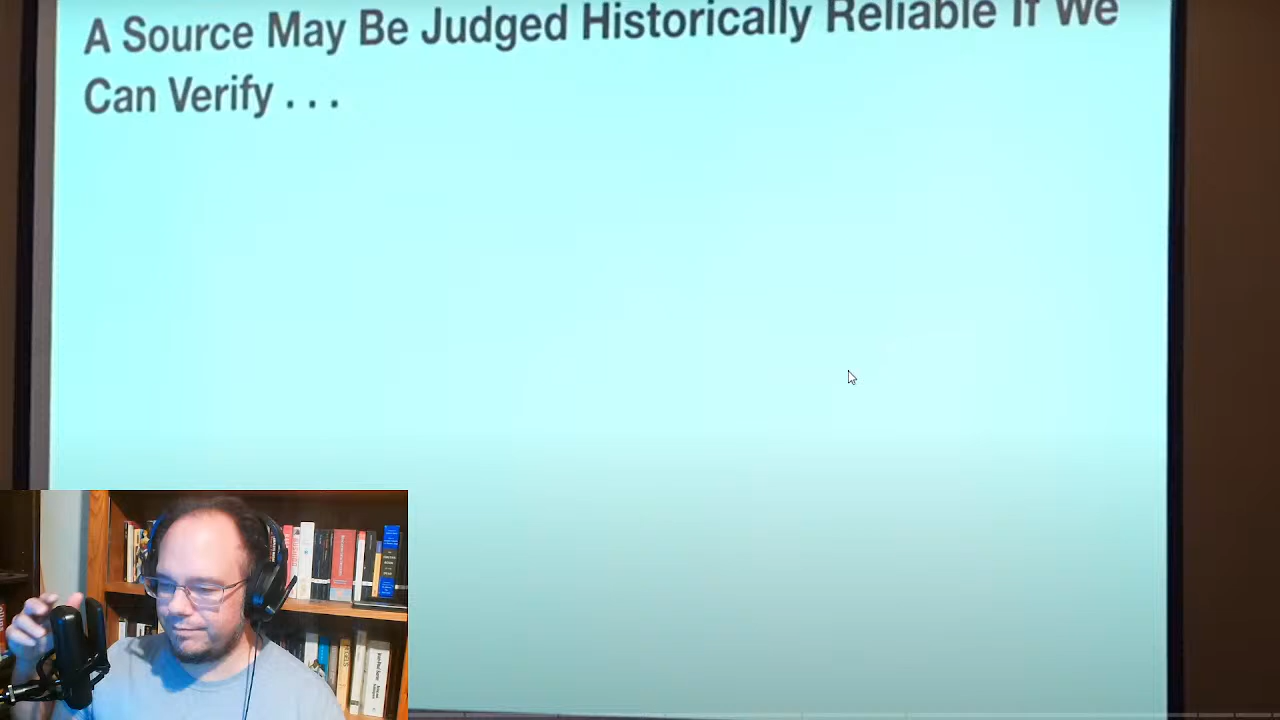 A Source May Be Judged Historically Reliable If We
Can Verify . . .